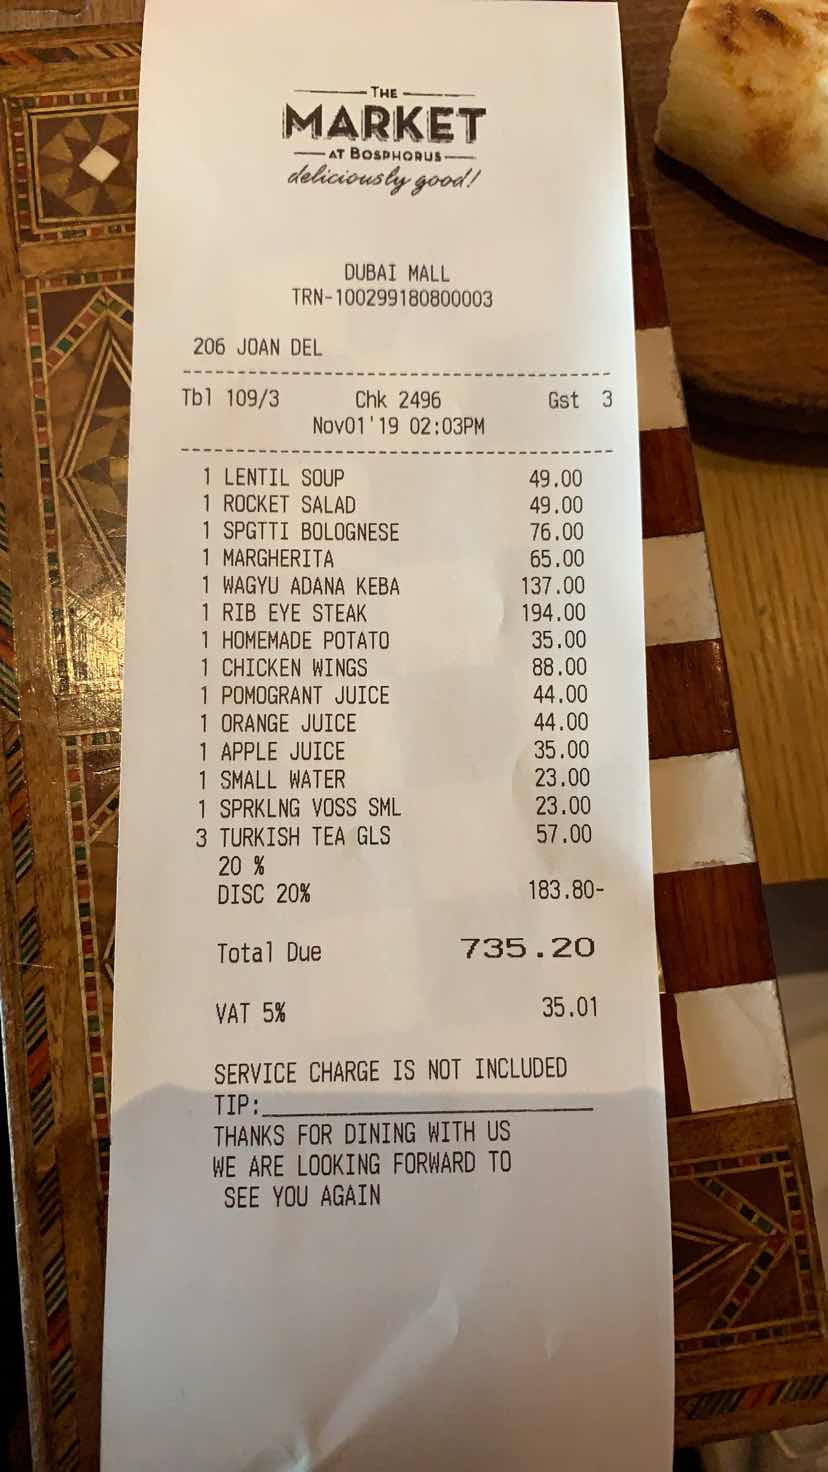 THE
MARKET
AT BOSPHORUS
deliciously good!
DUBAI MALL
TRN-100299180800003
206 JOAN DEL
Tbl 109/3 Chk 2496 Gst 3
Nov01'19 02:03PM
1 LENTIL SOUP 49.00
1 ROCKET SALAD 49.00
1 SPGTTI BOLOGNESE 76.00
1 MARGHERITA 65.00
1 WAGYU ADANA KEBA 137.00
1 RIB EYE STEAK 194.00
1 HOMEMADE POTATO 35.00
1 CHICKEN WINGS 88.00
1 POMOGRANT JUICE 44.00
1 ORANGE JUICE 44.00
1 APPLE JUICE 35.00
1 SMALL WATER 23.00
1 SPRKLNG VOSS SML 23.00
3 TURKISH TEA GLS 57.00
20 %
DISC 20% 183.80-
Total Due 735.20
VAT 5% 35.01
SERVICE CHARGE IS NOT INCLUDED
TIP:______________________________
THANKS FOR DINING WITH US
WE ARE LOOKING FORWARD TO
SEE YOU AGAIN